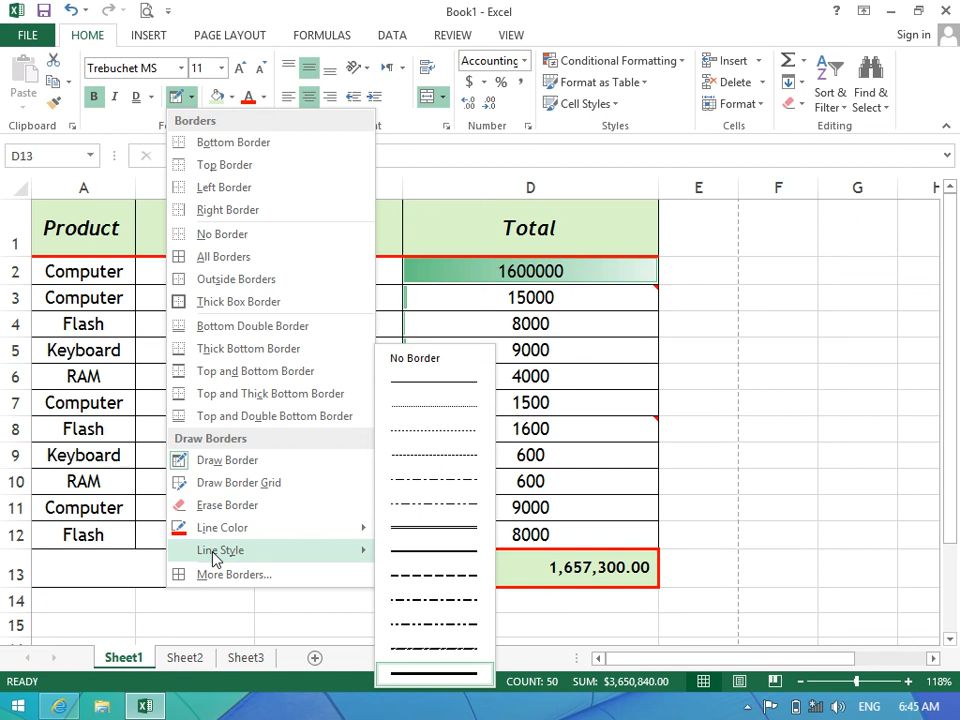 Book1 - Excel
?
FILE
HOME
INSERT
PAGE LAYOUT
FORMULAS
DATA
REVIEW
VIEW
Sign in
Paste
Trebuchet MS
11
B I D
Accounting
$ % ,
Conditional Formatting
Format as Table
Cell Styles
Insert
Delete
Format
Sort & Filter
Find & Select
Clipboard
Number
Styles
Cells
Editing
D13
Borders
Bottom Border
Top Border
Left Border
Right Border
No Border
All Borders
Outside Borders
Thick Box Border
Bottom Double Border
Thick Bottom Border
Top and Bottom Border
Top and Thick Bottom Border
Top and Double Bottom Border
Draw Borders
Draw Border
Draw Border Grid
Erase Border
Line Color
Line Style
More Borders...
No Border
A D E F G H
1 Product Total
2 Computer 1600000
3 Computer 15000
4 Flash 8000
5 Keyboard 9000
6 RAM 4000
7 Computer 1500
8 Flash 1600
9 Keyboard 600
10 RAM 600
11 Computer 9000
12 Flash 8000
13 1,657,300.00
14
15
Sheet1
Sheet2
Sheet3
READY
COUNT: 50
SUM: $3,650,840.00
118%
ENG
6:45 AM